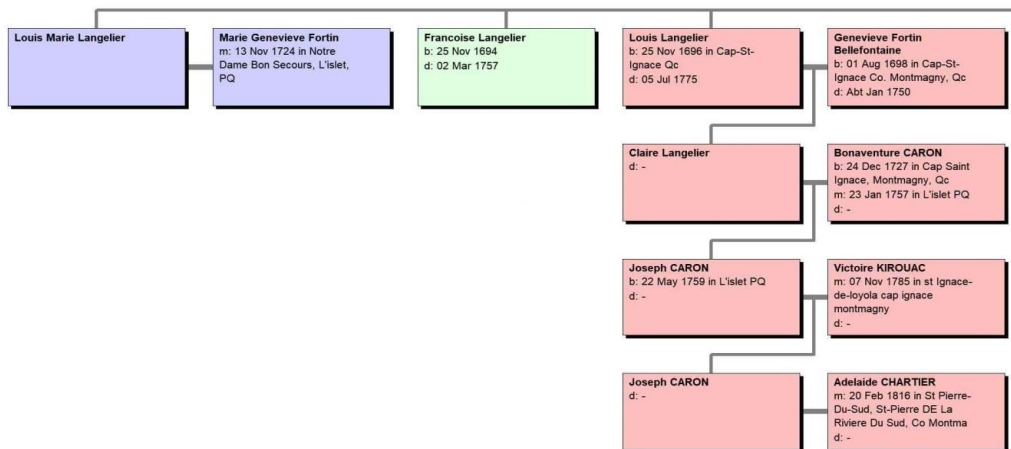 Louis Marie Langelier
Marie Genevieve Fortin
m: 13 Nov 1724 in Notre
Dame Bon Secours, L'islet,
PQ
Francoise Langelier
b: 25 Nov 1694
d: 02 Mar 1757
Louis Langelier
b: 25 Nov 1696 in Cap-St-
Ignace Qc
d: 05 Jul 1775
Genevieve Fortin
Bellefontaine
b: 01 Aug 1698 in Cap-St-
Ignace Co. Montmagny, Qc
d: Abt Jan 1750
Claire Langelier
d: -
Bonaventure CARON
b: 24 Dec 1727 in Cap Saint
Ignace, Montmagny, Qc
m: 23 Jan 1757 in L'islet PQ
d: -
Joseph CARON
b: 22 May 1759 in L'islet PQ
d: -
Victoire KIROUAC
m: 07 Nov 1785 in st Ignace-
de-loyola cap ignace
montmagny
d: -
Joseph CARON
d: -
Adelaide CHARTIER
m: 20 Feb 1816 in St Pierre-
Du-Sud, St-Pierre DE La
Riviere Du Sud, Co Montma
d: -